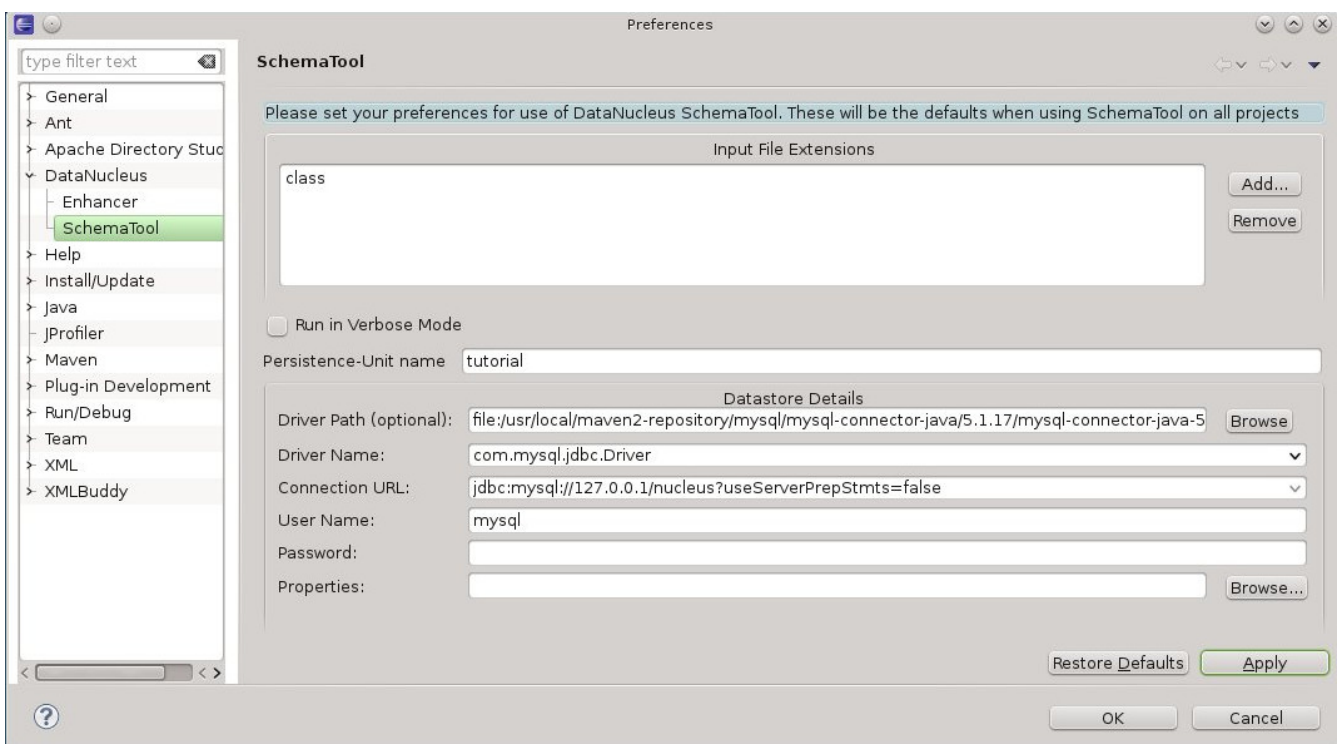 Preferences
type filter text
General
Ant
Apache Directory Stud
DataNucleus
Enhancer
SchemaTool
Help
Install/Update
Java
JProfiler
Maven
Plug-in Development
Run/Debug
Team
XML
XMLBuddy
SchemaTool
Please set your preferences for use of DataNucleus SchemaTool. These will be the defaults when using SchemaTool on all projects
Input File Extensions
class
Add...
Remove
Run in Verbose Mode
Persistence-Unit name tutorial
Datastore Details
Driver Path (optional): file:/usr/local/maven2-repository/mysql/mysql-connector-java/5.1.17/mysql-connector-java-5 Browse
Driver Name: com.mysql.jdbc.Driver
Connection URL: jdbc:mysql://127.0.0.1/nucleus?useServerPrepStmts=false
User Name: mysql
Password:
Properties: Browse...
Restore Defaults Apply
OK Cancel